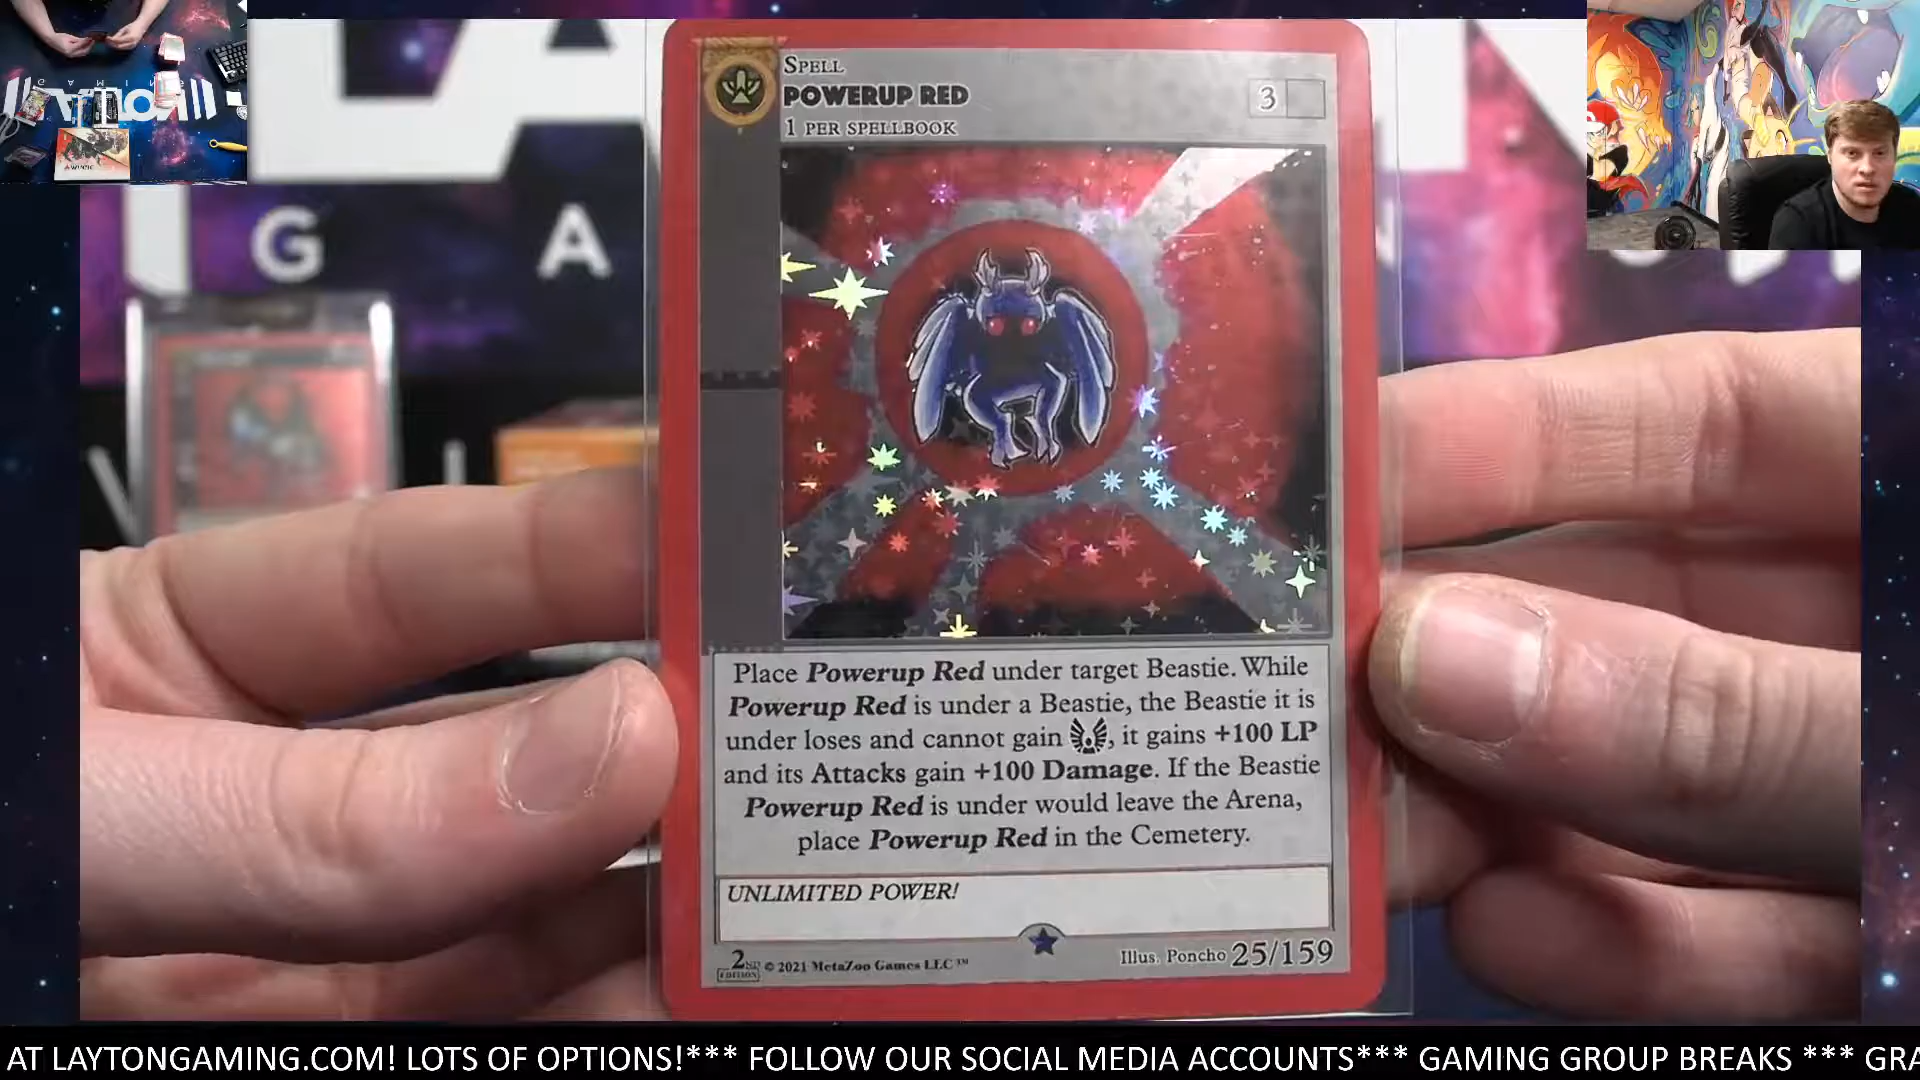 SPELL
POWERUP RED
3
1 PER SPELLBOOK
G A
Place Powerup Red under target Beastie. While
Powerup Red is under a Beastie, the Beastie it is
under loses and cannot gain , it gains +100 LP
and its Attacks gain +100 Damage. If the Beastie
Powerup Red is under would leave the Arena,
place Powerup Red in the Cemetery.
UNLIMITED POWER!
2ND EDITION © 2021 MetaZoo Games LLC™
Illus. Poncho 25/159
AT LAYTONGAMING.COM! LOTS OF OPTIONS!*** FOLLOW OUR SOCIAL MEDIA ACCOUNTS*** GAMING GROUP BREAKS *** GRA